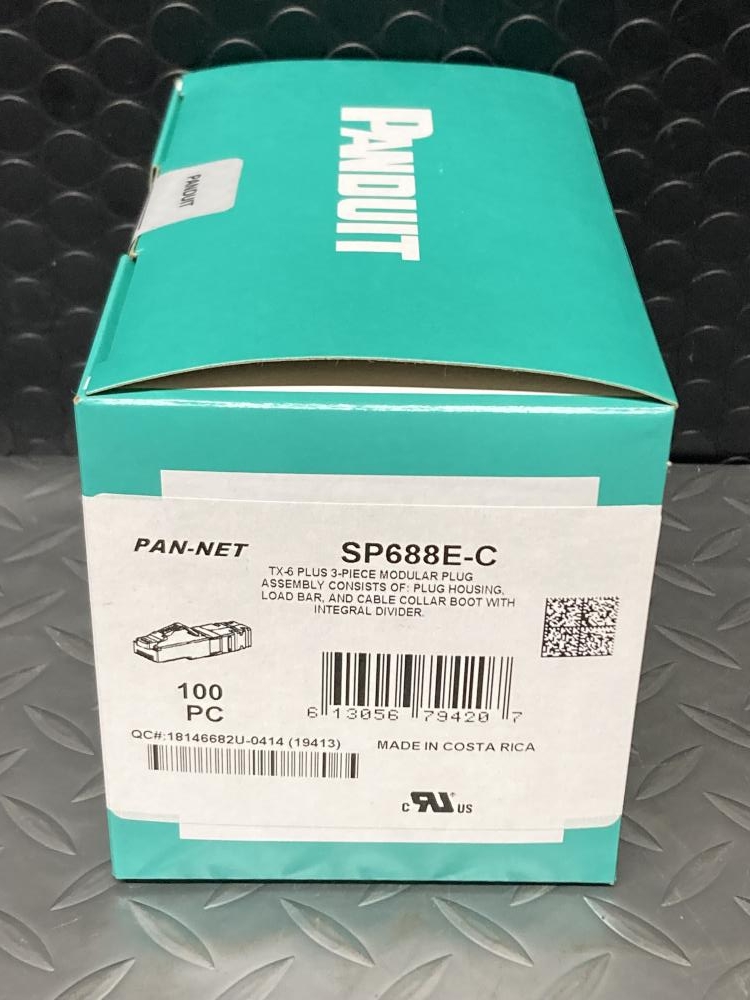 PANDUIT
PANDUIT
PAN-NET
SP688E-C
TX-6 PLUS 3-PIECE MODULAR PLUG
ASSEMBLY CONSISTS OF: PLUG HOUSING,
LOAD BAR, AND CABLE COLLAR BOOT WITH
INTEGRAL DIVIDER.
100
PC
6 13056 79420 7
QC#:18146682U-0414 (19413)
MADE IN COSTA RICA
c RU ® US